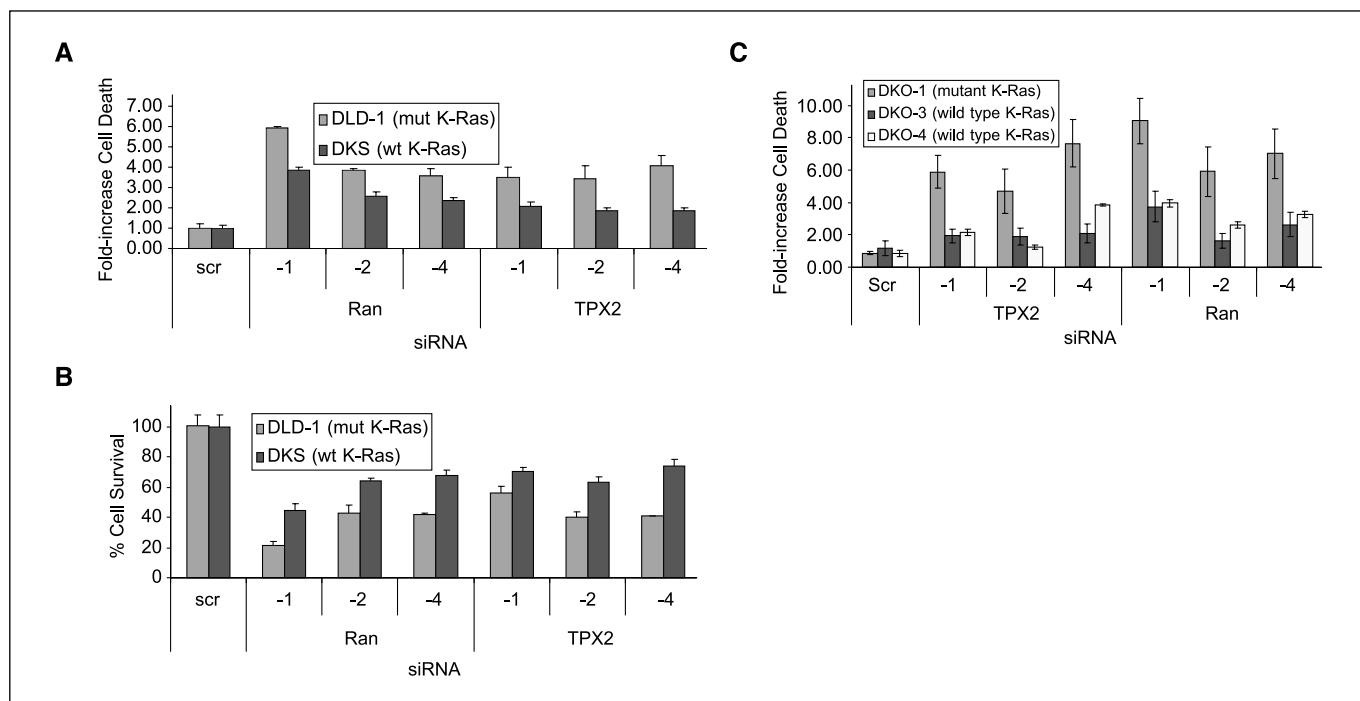 A
Fold-increase Cell Death
7.00
6.00
5.00
4.00
3.00
2.00
1.00
0.00
DLD-1 (mut K-Ras)
DKS (wt K-Ras)
scr -1 -2 -4 -1 -2 -4
Ran TPX2
siRNA
B
% Cell Survival
100
80
60
40
20
0
DLD-1 (mut K-Ras)
DKS (wt K-Ras)
scr -1 -2 -4 -1 -2 -4
Ran TPX2
siRNA
C
Fold-increase Cell Death
10.00
8.00
6.00
4.00
2.00
0.00
DKO-1 (mutant K-Ras)
DKO-3 (wild type K-Ras)
DKO-4 (wild type K-Ras)
Scr -1 -2 -4 -1 -2 -4
TPX2 Ran
siRNA